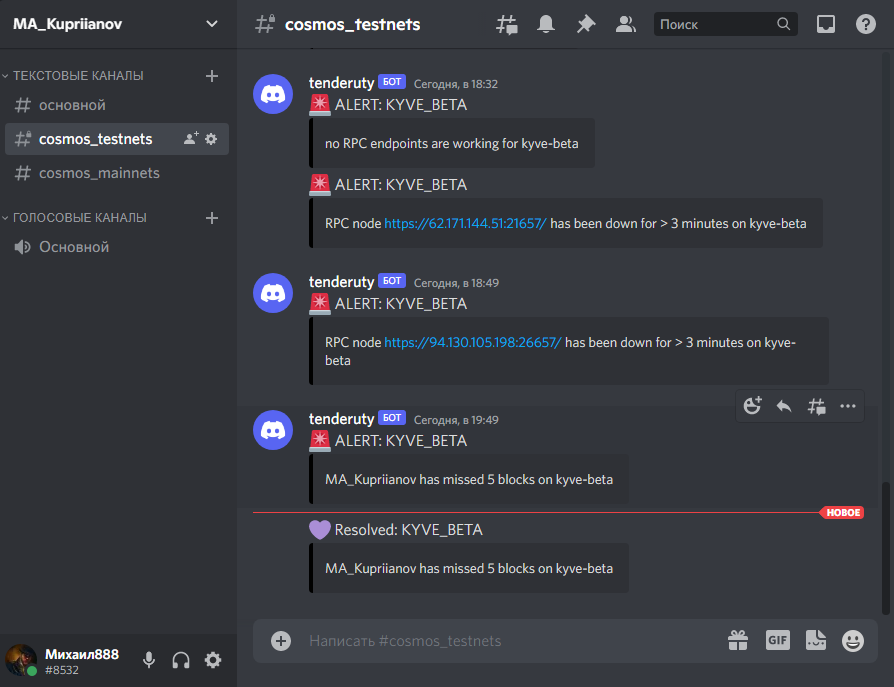 MA_Kupriianov
ТЕКСТОВЫЕ КАНАЛЫ
основной
cosmos_testnets
cosmos_mainnets
ГОЛОСОВЫЕ КАНАЛЫ
Основной
Михаил888
#8532
cosmos_testnets
Поиск
tenderuty БОТ Сегодня, в 18:32
ALERT: KYVE_BETA
no RPC endpoints are working for kyve-beta
ALERT: KYVE_BETA
RPC node https://62.171.144.51:21657/ has been down for > 3 minutes on kyve-beta
tenderuty БОТ Сегодня, в 18:49
ALERT: KYVE_BETA
RPC node https://94.130.105.198:26657/ has been down for > 3 minutes on kyve-
beta
tenderuty БОТ Сегодня, в 19:49
ALERT: KYVE_BETA
MA_Kupriianov has missed 5 blocks on kyve-beta
НОВОЕ
Resolved: KYVE_BETA
MA_Kupriianov has missed 5 blocks on kyve-beta
Написать #cosmos_testnets
GIF